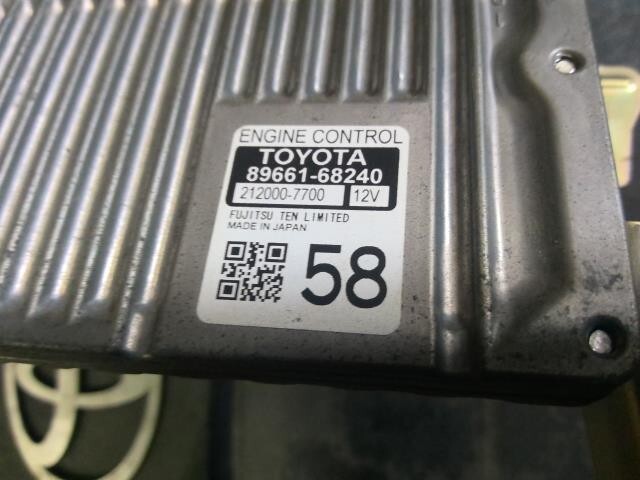 ENGINE CONTROL
TOYOTA
89661-68240
212000-7700 12V
FUJITSU TEN LIMITED
MADE IN JAPAN
58